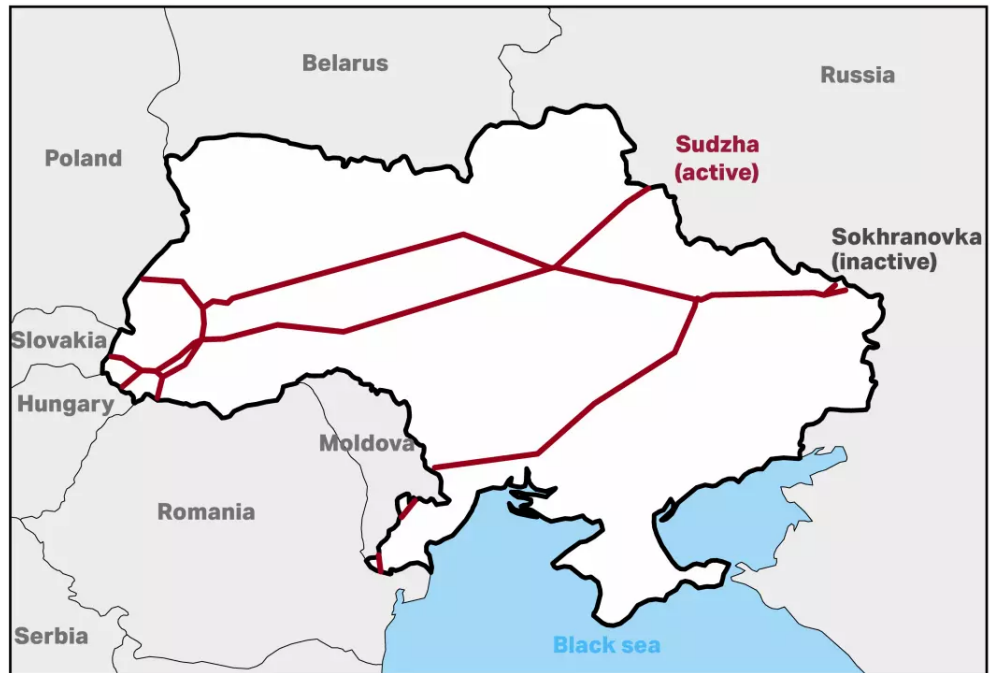 Belarus
Russia
Sudzha
(active)
Poland
Sokhranovka
(inactive)
Slovakia
Hungary
Moldova
Romania
Serbia
Black sea